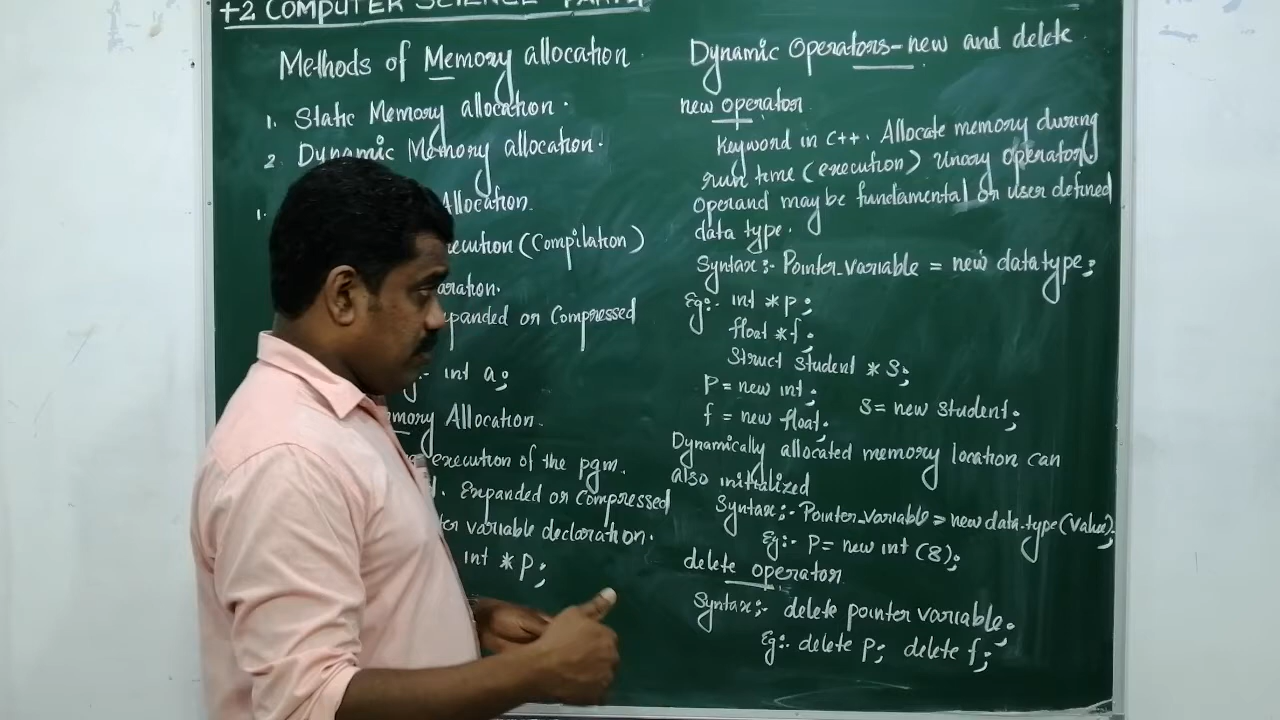 +2 COMPUTER SCIENCE
Methods of Memory allocation
1. Static Memory allocation.
2. Dynamic Memory allocation.
1.
Allocation.
(Compilation)
Expanded or Compressed
int a;
Allocation.
execution of the pgm.
Expanded or Compressed
variable declaration.
int *p;
Dynamic Operators - new and delete
new operator
Keyword in C++. Allocate memory during
run time (execution) Unary operator
operand may be fundamental or user defined
data type.
Syntax:- Pointer_variable = new datatype;
Eg:- int *p;
float *f;
Struct student *s;
P = new int;
f = new float;
s = new student;
Dynamically allocated memory location can
also initialized
Syntax:- Pointer_variable = new data-type(value);
Eg:- P = new int (8);
delete operator
Syntax:- delete pointer variable;
Eg:- delete p; delete f;